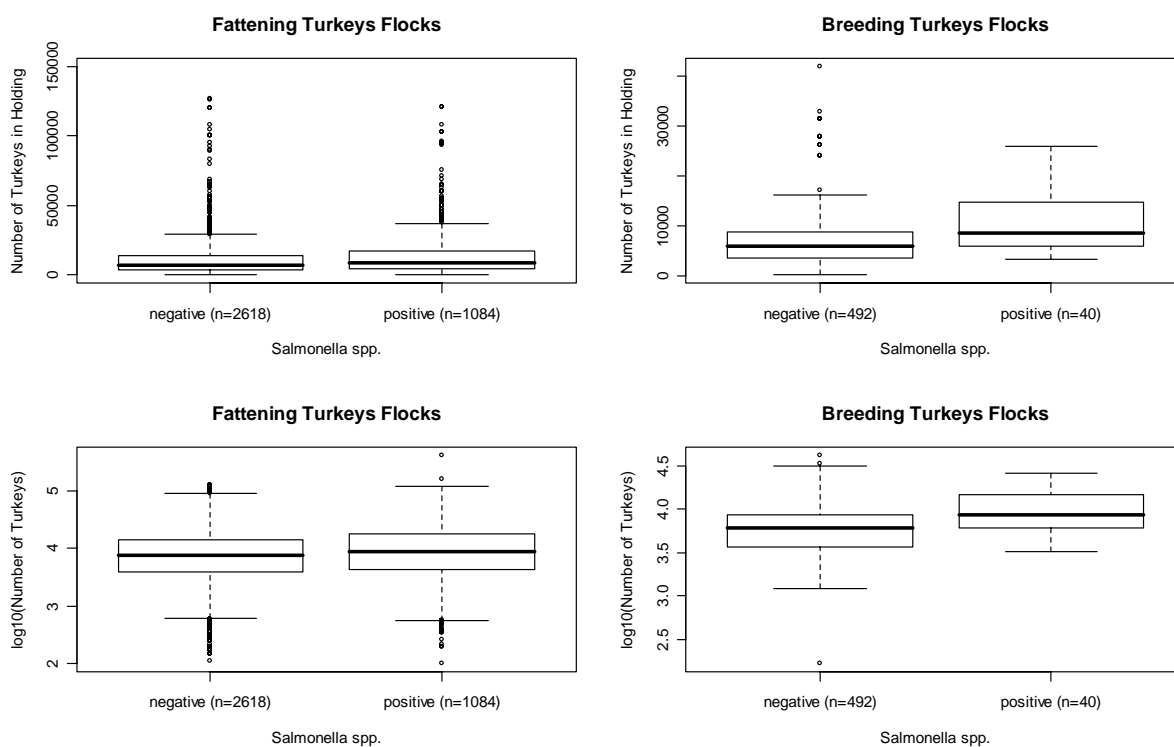 Fattening Turkeys Flocks
Number of Turkeys in Holding
150000
100000
50000
0
negative (n=2618)
positive (n=1084)
Salmonella spp.
Breeding Turkeys Flocks
Number of Turkeys in Holding
30000
10000
0
negative (n=492)
positive (n=40)
Salmonella spp.
Fattening Turkeys Flocks
log10(Number of Turkeys)
5
4
3
2
negative (n=2618)
positive (n=1084)
Salmonella spp.
Breeding Turkeys Flocks
log10(Number of Turkeys)
4.5
4.0
3.5
3.0
2.5
negative (n=492)
positive (n=40)
Salmonella spp.